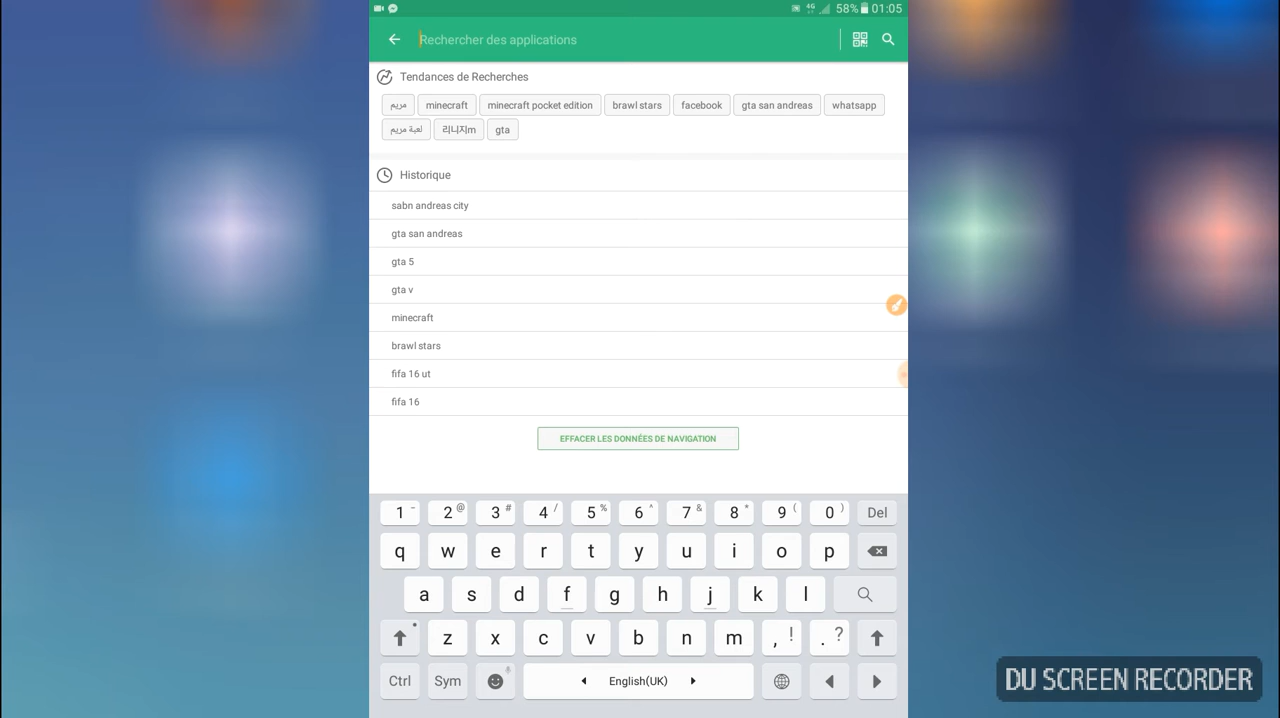 4G 58% 01:05
Rechercher des applications
Tendances de Recherches
مريم minecraft minecraft pocket edition brawl stars facebook gta san andreas whatsapp
لعبة مريم 리니지m gta
Historique
sabn andreas city
gta san andreas
gta 5
gta v
minecraft
brawl stars
fifa 16 ut
fifa 16
EFFACER LES DONNÉES DE NAVIGATION
1 - 2 @ 3 # 4 / 5 % 6 ^ 7 & 8 * 9 ( 0 ) Del
q w e r t y u i o p
a s d f g h j k l
z x c v b n m , ! . ?
Ctrl Sym English(UK)
DU SCREEN RECORDER